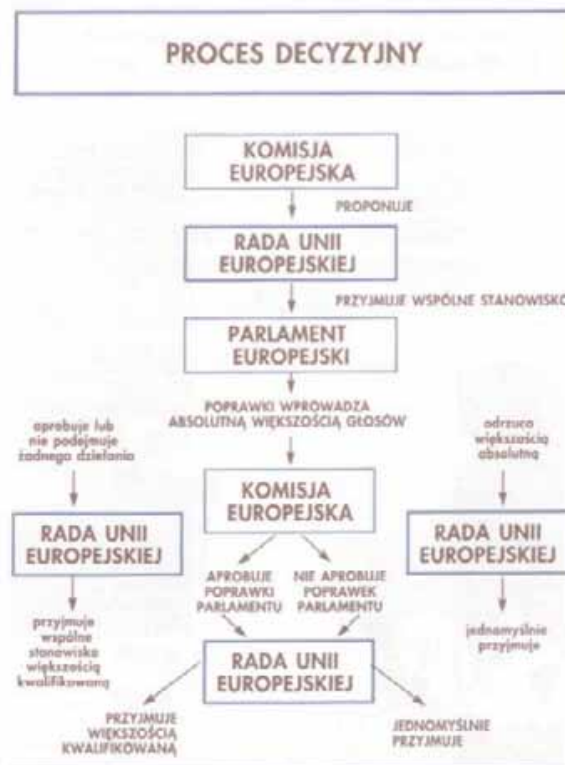 PROCES DECYZYJNY
KOMISJA
EUROPEJSKA
PROPONUJE
RADA UNII
EUROPEJSKIEJ
PRZYJMUJE WSPÓLNE STANOWISKO
PARLAMENT
EUROPEJSKI
POPRAWKI WPROWADZA
ABSOLUTNĄ WIĘKSZOŚCIĄ GŁOSÓW
aprobuje lub
nie podejmuje
żadnego działania
odrzuca
większością
absolutną
KOMISJA
EUROPEJSKA
RADA UNII
EUROPEJSKIEJ
RADA UNII
EUROPEJSKIEJ
APROBUJE
POPRAWKI
PARLAMENTU
NIE APROBUJE
POPRAWEK
PARLAMENTU
przyjmuje
wspólne
stanowisko
większością
kwalifikowaną
jednomyślnie
przyjmuje
RADA UNII
EUROPEJSKIEJ
PRZYJMUJE
WIĘKSZOŚCIĄ
KWALIFIKOWANĄ
JEDNOMYŚLNIE
PRZYJMUJE